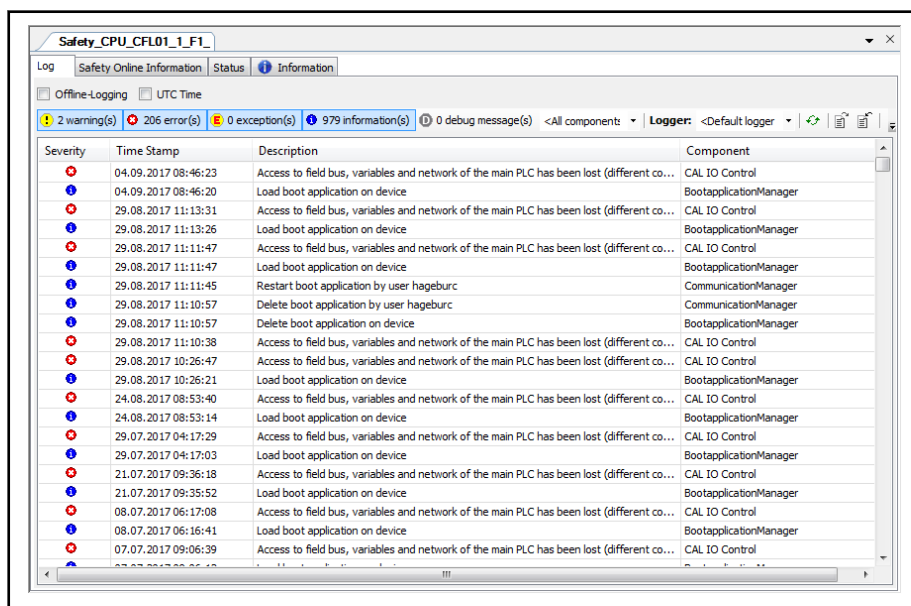 Safety_CPU_CFL01_1_F1_
Log Safety Online Information Status Information
Offline-Logging UTC Time
2 warning(s) 206 error(s) E 0 exception(s) 979 information(s) D 0 debug message(s) <All component: Logger: <Default logger
Severity Time Stamp Description Component
04.09.2017 08:46:23 Access to field bus, variables and network of the main PLC has been lost (different co... CAL IO Control
04.09.2017 08:46:20 Load boot application on device BootapplicationManager
29.08.2017 11:13:31 Access to field bus, variables and network of the main PLC has been lost (different co... CAL IO Control
29.08.2017 11:13:26 Load boot application on device BootapplicationManager
29.08.2017 11:11:47 Access to field bus, variables and network of the main PLC has been lost (different co... CAL IO Control
29.08.2017 11:11:47 Load boot application on device BootapplicationManager
29.08.2017 11:11:45 Restart boot application by user hageburc CommunicationManager
29.08.2017 11:10:57 Delete boot application by user hageburc CommunicationManager
29.08.2017 11:10:57 Delete boot application on device BootapplicationManager
29.08.2017 11:10:38 Access to field bus, variables and network of the main PLC has been lost (different co... CAL IO Control
29.08.2017 10:26:47 Access to field bus, variables and network of the main PLC has been lost (different co... CAL IO Control
29.08.2017 10:26:21 Load boot application on device BootapplicationManager
24.08.2017 08:53:40 Access to field bus, variables and network of the main PLC has been lost (different co... CAL IO Control
24.08.2017 08:53:14 Load boot application on device BootapplicationManager
29.07.2017 04:17:29 Access to field bus, variables and network of the main PLC has been lost (different co... CAL IO Control
29.07.2017 04:17:03 Load boot application on device BootapplicationManager
21.07.2017 09:36:18 Access to field bus, variables and network of the main PLC has been lost (different co... CAL IO Control
21.07.2017 09:35:52 Load boot application on device BootapplicationManager
08.07.2017 06:17:08 Access to field bus, variables and network of the main PLC has been lost (different co... CAL IO Control
08.07.2017 06:16:41 Load boot application on device BootapplicationManager
07.07.2017 09:06:39 Access to field bus, variables and network of the main PLC has been lost (different co... CAL IO Control